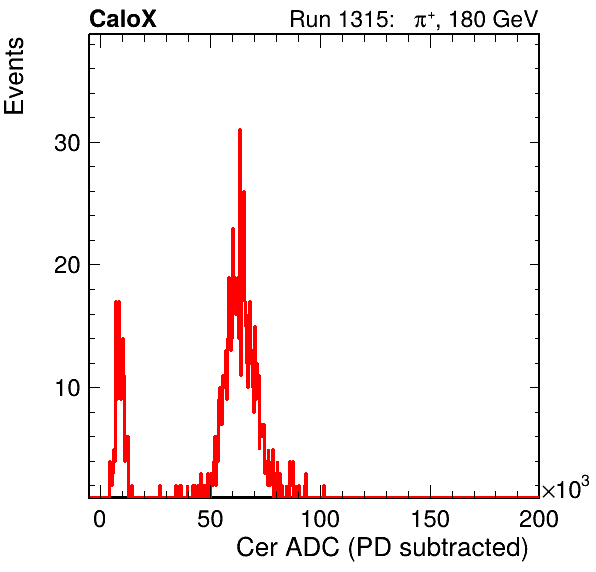 CaloX Run 1315: π⁺, 180 GeV
Events
30
20
10
0 50 100 150 200
×10³
Cer ADC (PD subtracted)